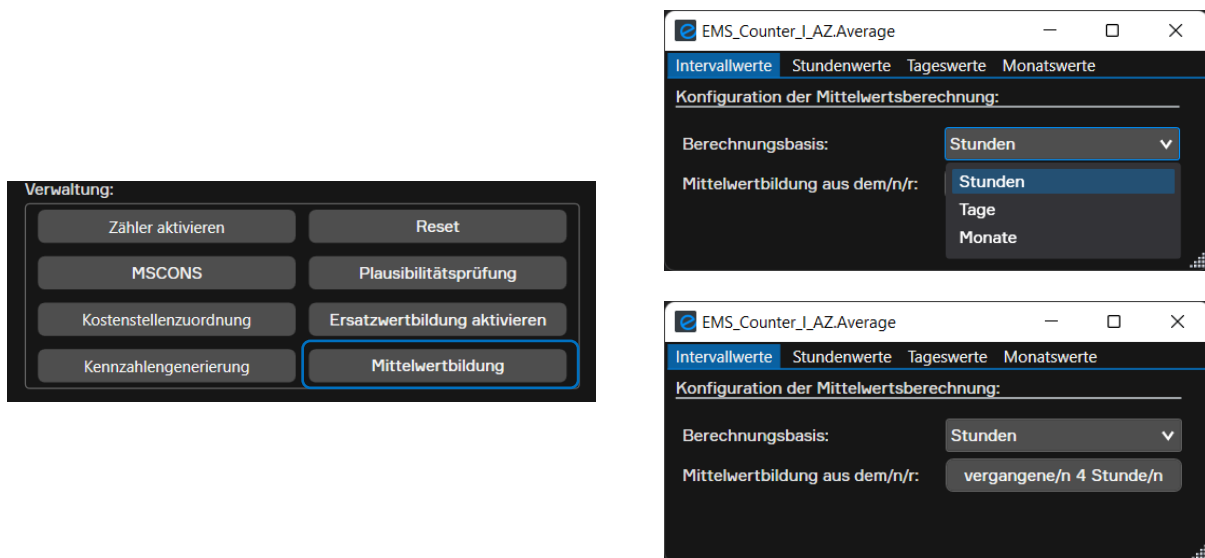 Verwaltung:
Zähler aktivieren Reset
MSCONS Plausibilitätsprüfung
Kostenstellenzuordnung Ersatzwertbildung aktivieren
Kennzahlengenerierung Mittelwertbildung
EMS_Counter_I_AZ.Average
Intervallwerte Stundenwerte Tageswerte Monatswerte
Konfiguration der Mittelwertsberechnung:
Berechnungsbasis: Stunden
Mittelwertbildung aus dem/n/r: Stunden
Tage
Monate
EMS_Counter_I_AZ.Average
Intervallwerte Stundenwerte Tageswerte Monatswerte
Konfiguration der Mittelwertsberechnung:
Berechnungsbasis: Stunden
Mittelwertbildung aus dem/n/r: vergangene/n 4 Stunde/n